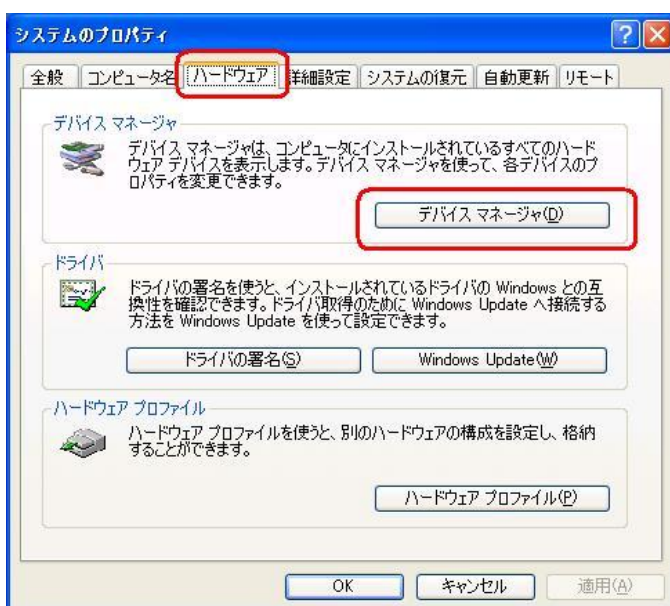 システムのプロパティ
全般 コンピュータ名 ハードウェア 詳細設定 システムの復元 自動更新 リモート
デバイス マネージャ
デバイス マネージャは、コンピュータにインストールされているすべてのハード
ウェア デバイスを表示します。デバイス マネージャを使って、各デバイスのプ
ロパティを変更できます。
デバイス マネージャ(D)
ドライバ
ドライバの署名を使うと、インストールされているドライバの Windows との互
換性を確認できます。ドライバ取得のために Windows Update へ接続する
方法を Windows Update を使って設定できます。
ドライバの署名(S) Windows Update(W)
ハードウェア プロファイル
ハードウェア プロファイルを使うと、別のハードウェアの構成を設定し、格納
することができます。
ハードウェア プロファイル(P)
OK キャンセル 適用(A)